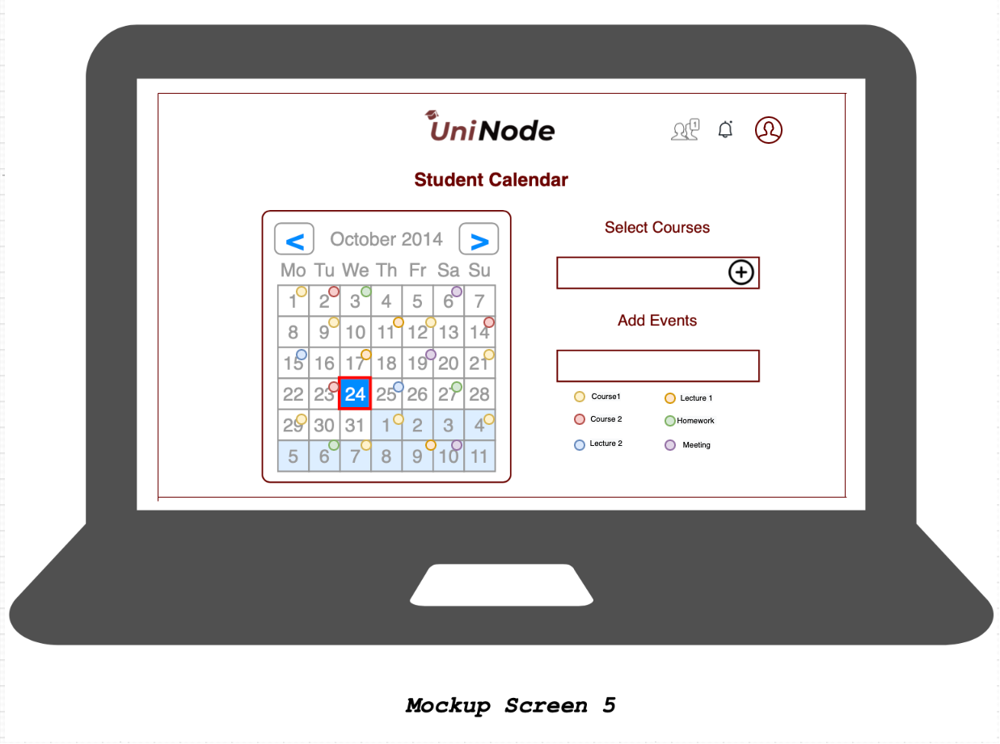 UniNode
1
Student Calendar
< October 2014 >
Mo Tu We Th Fr Sa Su
1 2 3 4 5 6 7
8 9 10 11 12 13 14
15 16 17 18 19 20 21
22 23 24 25 26 27 28
29 30 31 1 2 3 4
5 6 7 8 9 10 11
Select Courses
Add Events
Course1 Lecture 1
Course 2 Homework
Lecture 2 Meeting
Mockup Screen 5